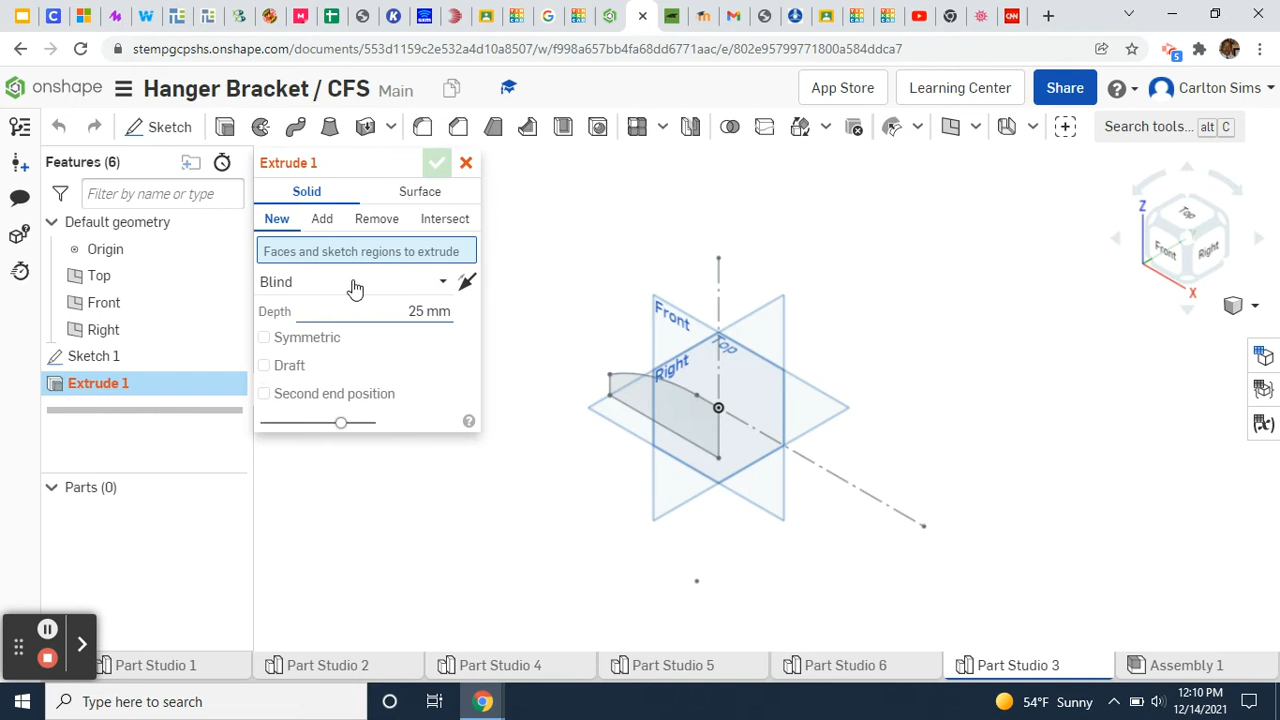 stempgcpshs.onshape.com/documents/553d1159c2e532a4d10a8507/w/f998a657bb4fa68dd6771aac/e/802e95799771800a584ddca7
5
onshape
Hanger Bracket / CFS Main
App Store
Learning Center
Share
Carlton Sims
Sketch
Search tools... alt C
Features (6)
Filter by name or type
Default geometry
Origin
Top
Front
Right
Sketch 1
Extrude 1
Parts (0)
Extrude 1
Solid
Surface
New
Add
Remove
Intersect
Faces and sketch regions to extrude
Blind
Depth 25 mm
Symmetric
Draft
Second end position
Front
Top
Right
Z
Top
Front
Right
X
Part Studio 1
Part Studio 2
Part Studio 4
Part Studio 5
Part Studio 6
Part Studio 3
Assembly 1
Type here to search
54°F Sunny
12:10 PM
12/14/2021